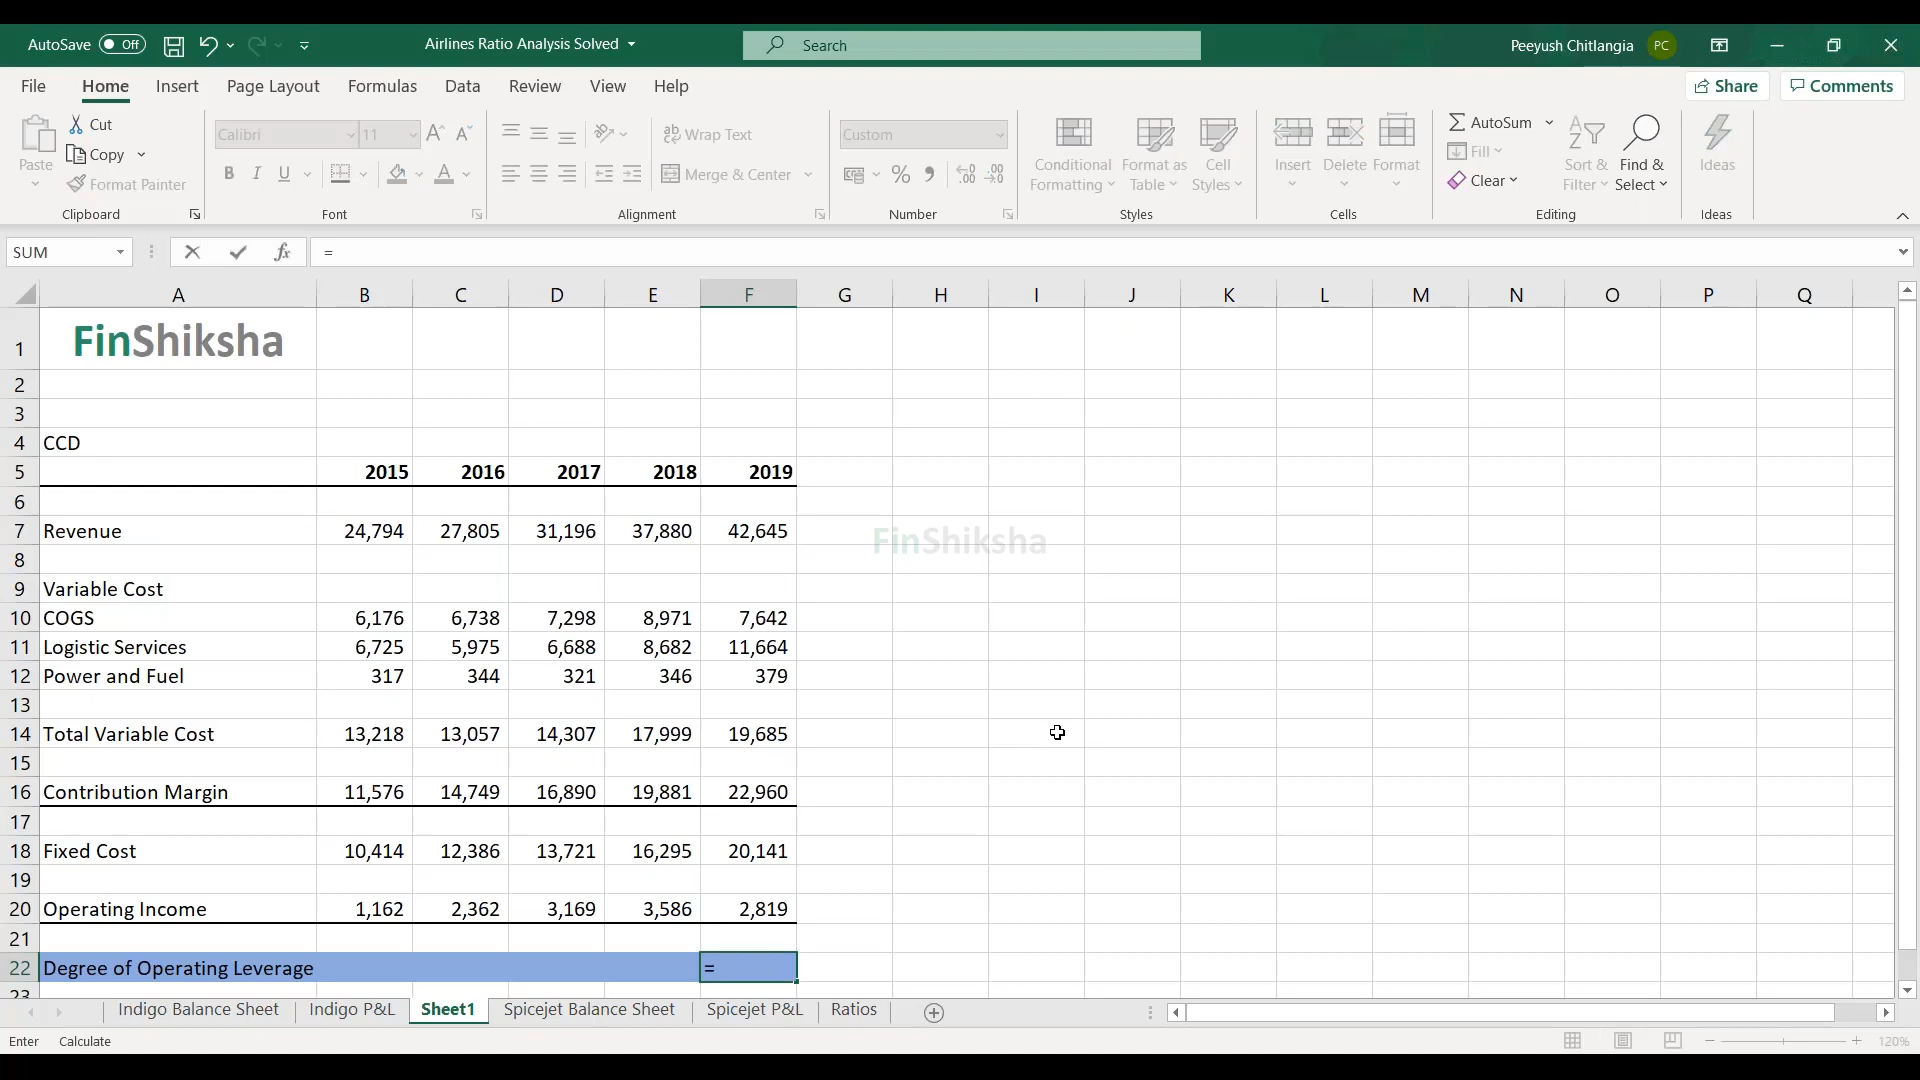 AutoSave Off Airlines Ratio Analysis Solved Search Peeyush Chitlangia PC
File Home Insert Page Layout Formulas Data Review View Help Share Comments
Paste Cut Copy Format Painter Clipboard
Calibri 11 B I U A Font
ab Wrap Text Merge & Center Alignment
Custom % Number
Conditional Formatting Format as Table Cell Styles Styles
Insert Delete Format Cells
AutoSum Fill Clear Sort & Filter Find & Select Editing
Ideas Ideas
SUM fx =
A B C D E F G H I J K L M N O P Q
1 FinShiksha
2
3
4 CCD
5 2015 2016 2017 2018 2019
6
7 Revenue 24,794 27,805 31,196 37,880 42,645
FinShiksha
8
9 Variable Cost
10 COGS 6,176 6,738 7,298 8,971 7,642
11 Logistic Services 6,725 5,975 6,688 8,682 11,664
12 Power and Fuel 317 344 321 346 379
13
14 Total Variable Cost 13,218 13,057 14,307 17,999 19,685
15
16 Contribution Margin 11,576 14,749 16,890 19,881 22,960
17
18 Fixed Cost 10,414 12,386 13,721 16,295 20,141
19
20 Operating Income 1,162 2,362 3,169 3,586 2,819
21
22 Degree of Operating Leverage =
23
Indigo Balance Sheet Indigo P&L Sheet1 Spicejet Balance Sheet Spicejet P&L Ratios
Enter Calculate 120%